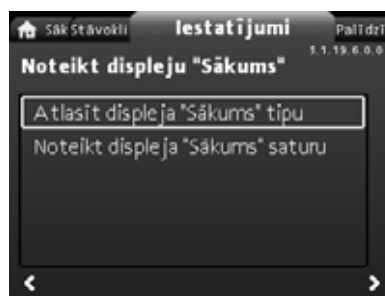 Sāk Stāvokli Iestatījumi Palīdzī
3.1.19.6.0.0
Noteikt displeju "Sākums"
Atlasīt displeja "Sākums" tipu
Noteikt displeja "Sākums" saturu